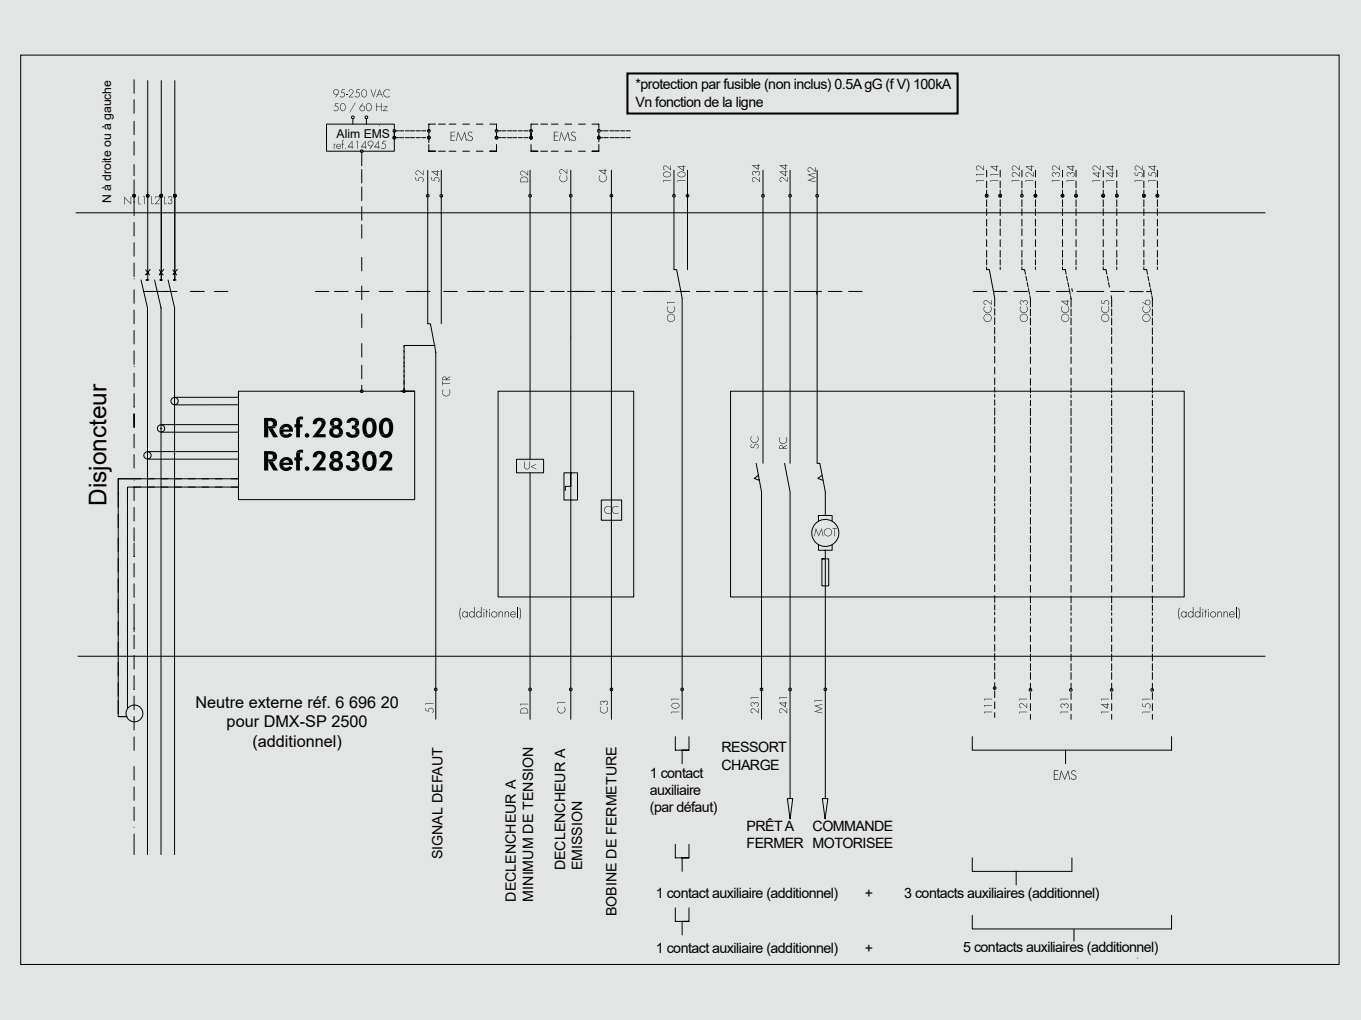 *protection par fusible (non inclus) 0.5A gG (f V) 100kA
Vn fonction de la ligne
N à droite ou à gauche
95-250 VAC
50 / 60 Hz
Alim EMS
ref.414945
EMS
EMS
N
L1
L2
L3
52
54
D2
C2
C4
102
104
234
244
M2
112
114
122
124
132
134
142
144
152
154
OC1
OC2
OC3
OC4
OC5
OC6
C TR
Disjoncteur
Ref.28300
Ref.28302
U<
CC
SC
RC
MOT
(additionnel)
(additionnel)
Neutre externe réf. 6 696 20
pour DMX-SP 2500
(additionnel)
51
D1
C1
C3
101
231
241
M1
111
121
131
141
151
SIGNAL DEFAUT
DECLENCHEUR A
MINIMUM DE TENSION
DECLENCHEUR A
EMISSION
BOBINE DE FERMETURE
1 contact
auxiliaire
(par défaut)
RESSORT
CHARGE
PRÊT A
FERMER
COMMANDE
MOTORISEE
EMS
1 contact auxiliaire (additionnel) + 3 contacts auxiliaires (additionnel)
1 contact auxiliaire (additionnel) + 5 contacts auxiliaires (additionnel)